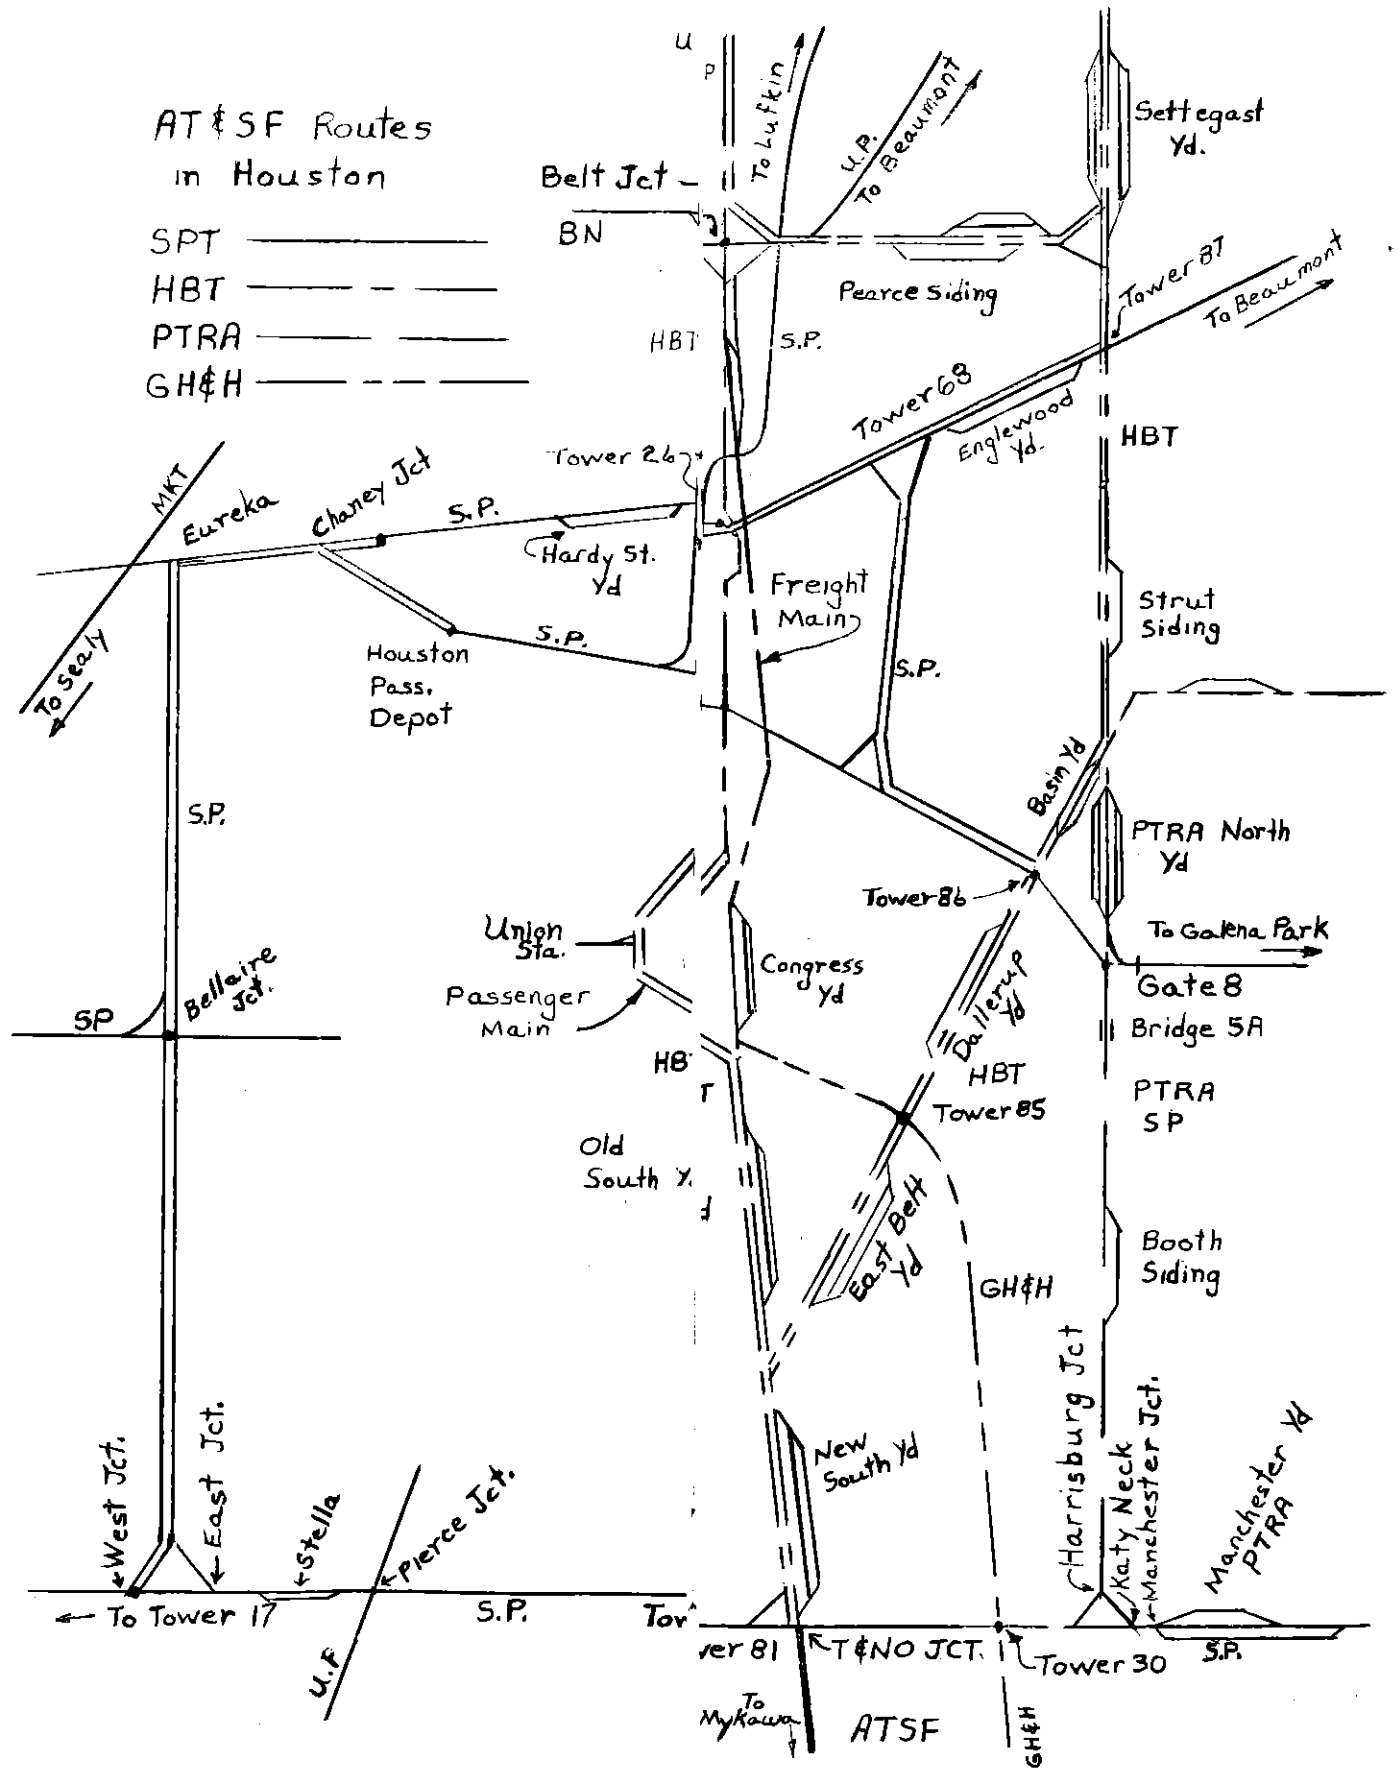 AT&SF Routes
in Houston
SPT
HBT
PTRA
GH&H
U
P
To Lufkin
U.P.
To Beaumont
Settegast
Yd.
Belt Jct
BN
Pearce Siding
Tower 87
To Beaumont
HBT
S.P.
Tower 68
Englewood
Yd.
HBT
Tower 26
MKT
Eureka
Chaney Jct
S.P.
Hardy St.
Yd
Freight
Main
Strut
Siding
To Sealy
Houston
Pass.
Depot
S.P.
S.P.
S.P.
Basin Yd
PTRA North
Yd
Tower 86
To Galena Park
Union
Sta.
Congress
Yd
Gate 8
Bellaire
Jct.
SP
Passenger
Main
Dallerup
Yd
Bridge 5A
HB
T
HBT
Tower 85
PTRA
SP
Old
South Y
d
East Belt
Yd
GH&H
Booth
Siding
New
South Yd
West Jct.
East Jct.
Stella
Pierce Jct.
Harrisburg Jct
Katy Neck
Manchester Jct.
Manchester Yd
PTRA
To Tower 17
S.P.
Tow
wer 81
T&NO JCT.
Tower 30
S.P.
U.P
To
Mykawa
ATSF
GH&H